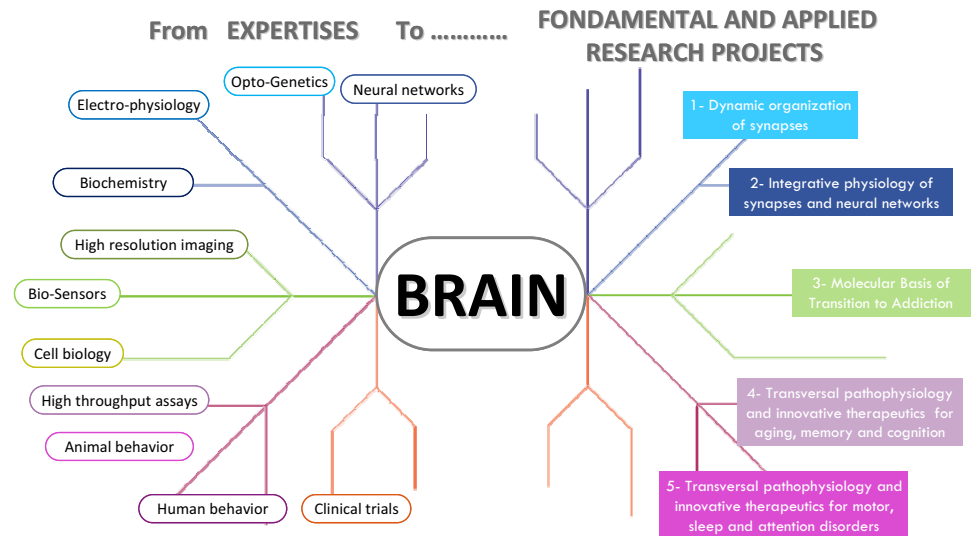 From EXPERTISES To ............
FONDAMENTAL AND APPLIED
RESEARCH PROJECTS
Opto-Genetics
Neural networks
Electro-physiology
Biochemistry
High resolution imaging
Bio-Sensors
Cell biology
High throughput assays
Animal behavior
Human behavior
Clinical trials
BRAIN
1- Dynamic organization
of synapses
2- Integrative physiology of
synapses and neural networks
3- Molecular Basis of
Transition to Addiction
4- Transversal pathophysiology
and innovative therapeutics for
aging, memory and cognition
5- Transversal pathophysiology and
innovative therapeutics for motor,
sleep and attention disorders